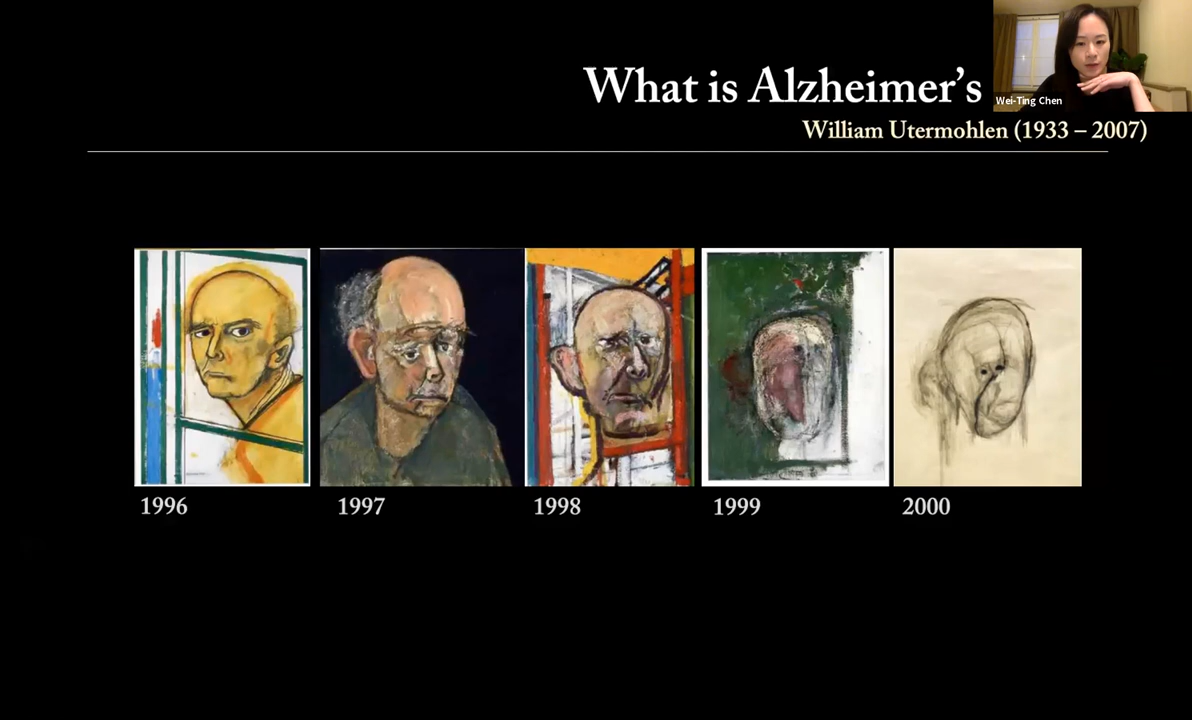 What is Alzheimer's
Wei-Ting Chen
William Utermohlen (1933 – 2007)
1996
1997
1998
1999
2000